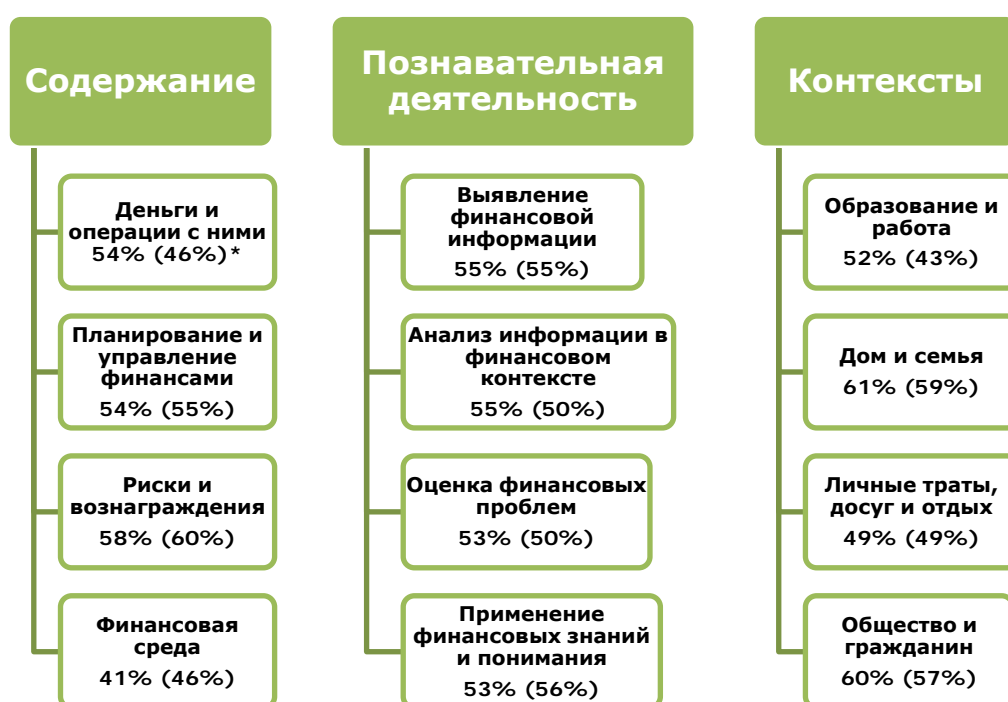 Содержание
Деньги и
операции с ними
54% (46%)*
Планирование и
управление
финансами
54% (55%)
Риски и
вознаграждения
58% (60%)
Финансовая
среда
41% (46%)
Познавательная
деятельность
Выявление
финансовой
информации
55% (55%)
Анализ информации в
финансовом
контексте
55% (50%)
Оценка финансовых
проблем
53% (50%)
Применение
финансовых знаний
и понимания
53% (56%)
Контексты
Образование и
работа
52% (43%)
Дом и семья
61% (59%)
Личные траты,
досуг и отдых
49% (49%)
Общество и
гражданин
60% (57%)